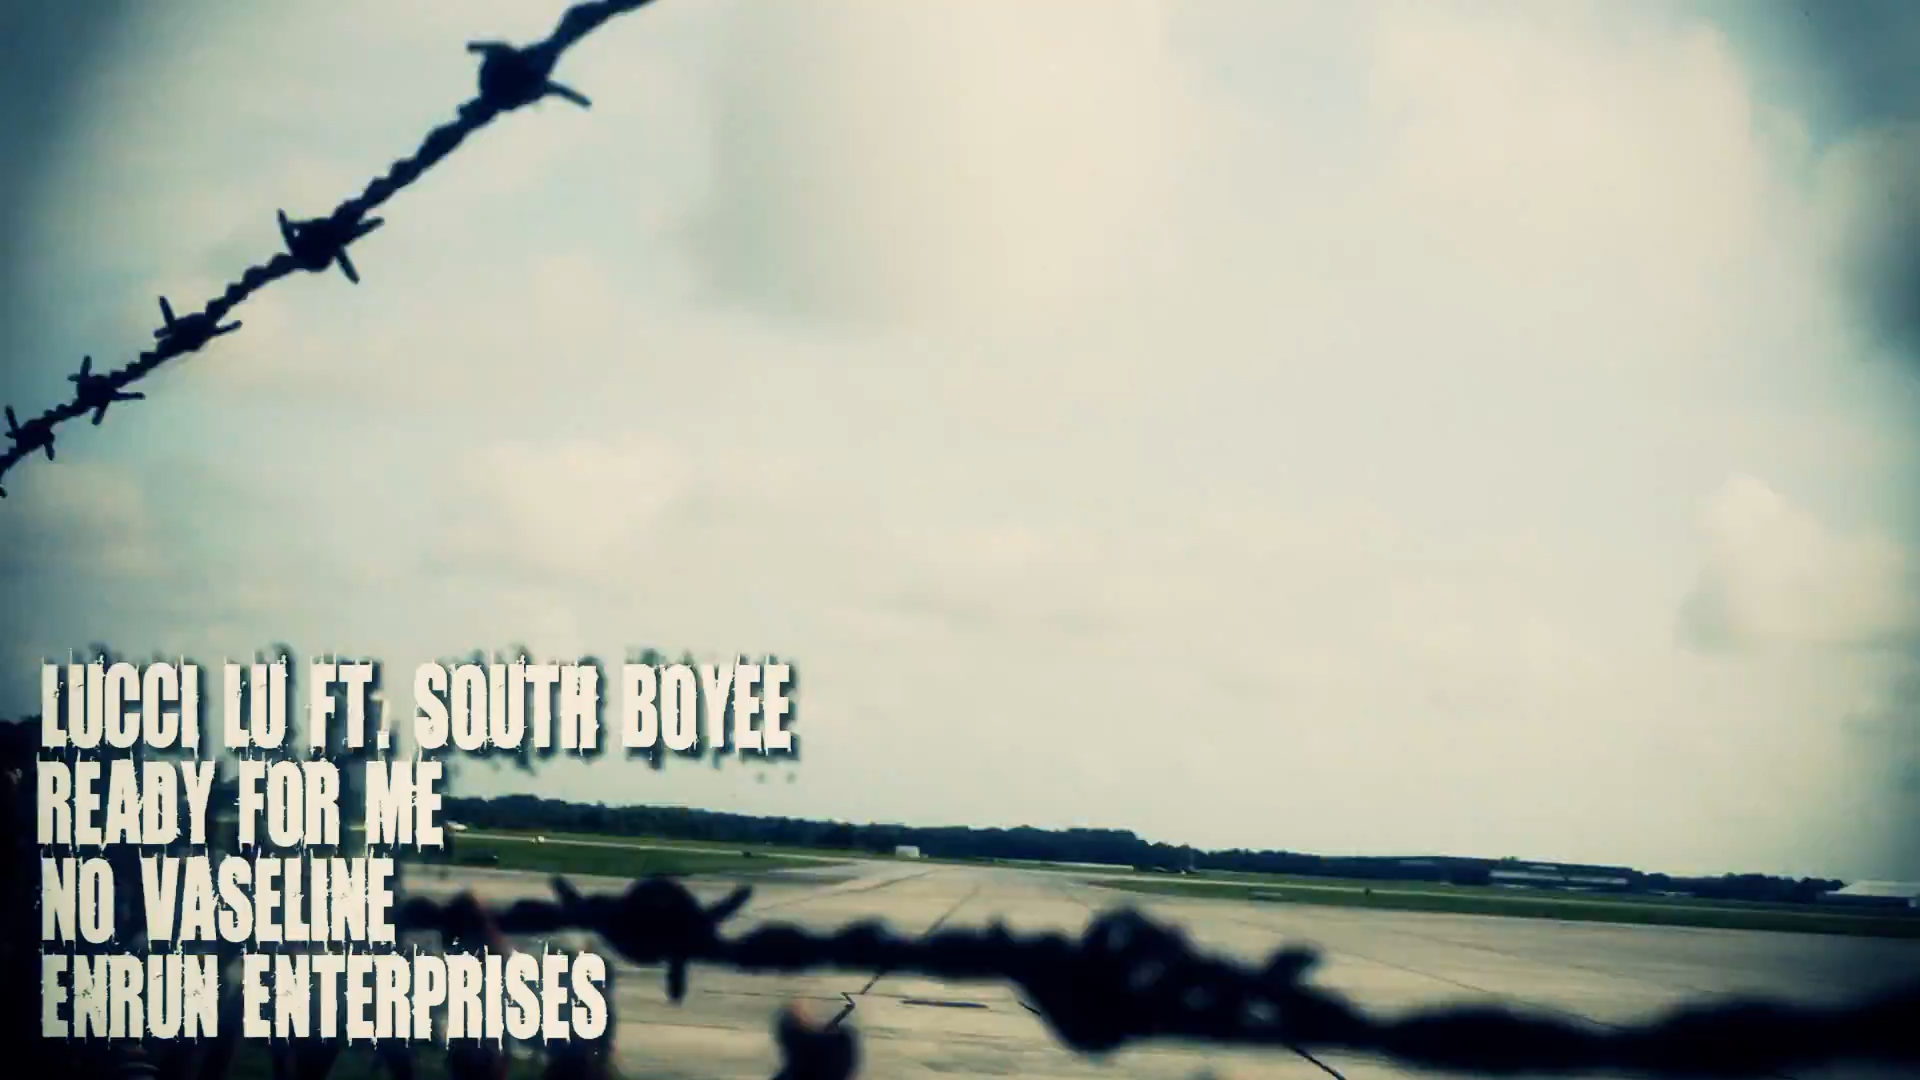 LUCCI LU FT. SOUTH BOYEE
READY FOR ME
NO VASELINE
ENRUN ENTERPRISES